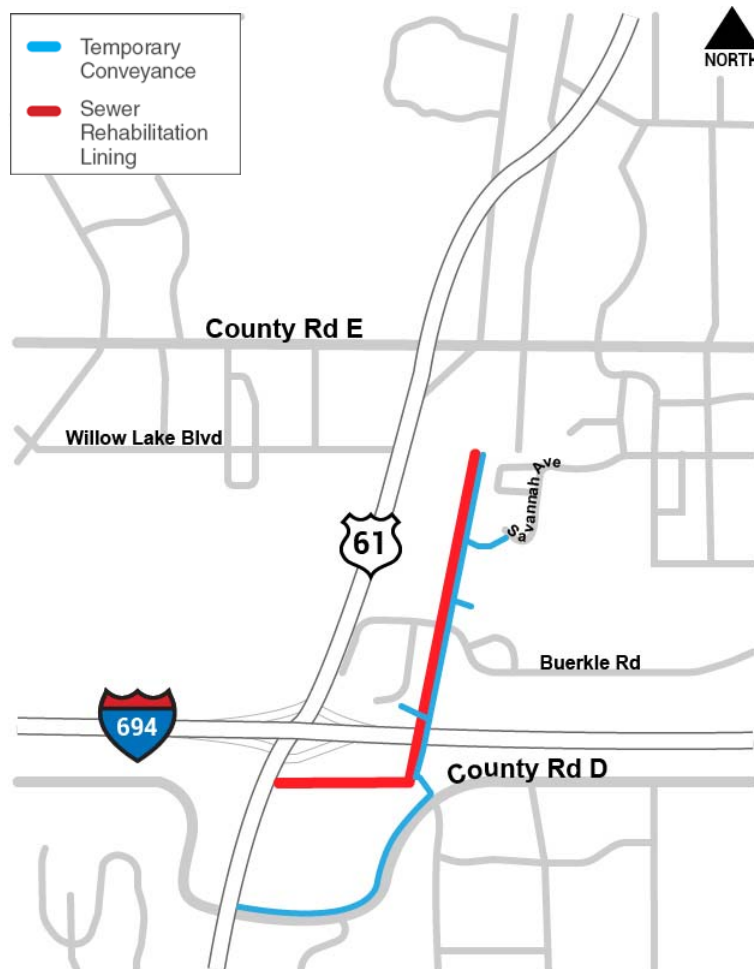 Temporary
Conveyance
Sewer
Rehabilitation
Lining
NORTH
County Rd E
Willow Lake Blvd
Savannah Ave
61
Buerkle Rd
694
County Rd D